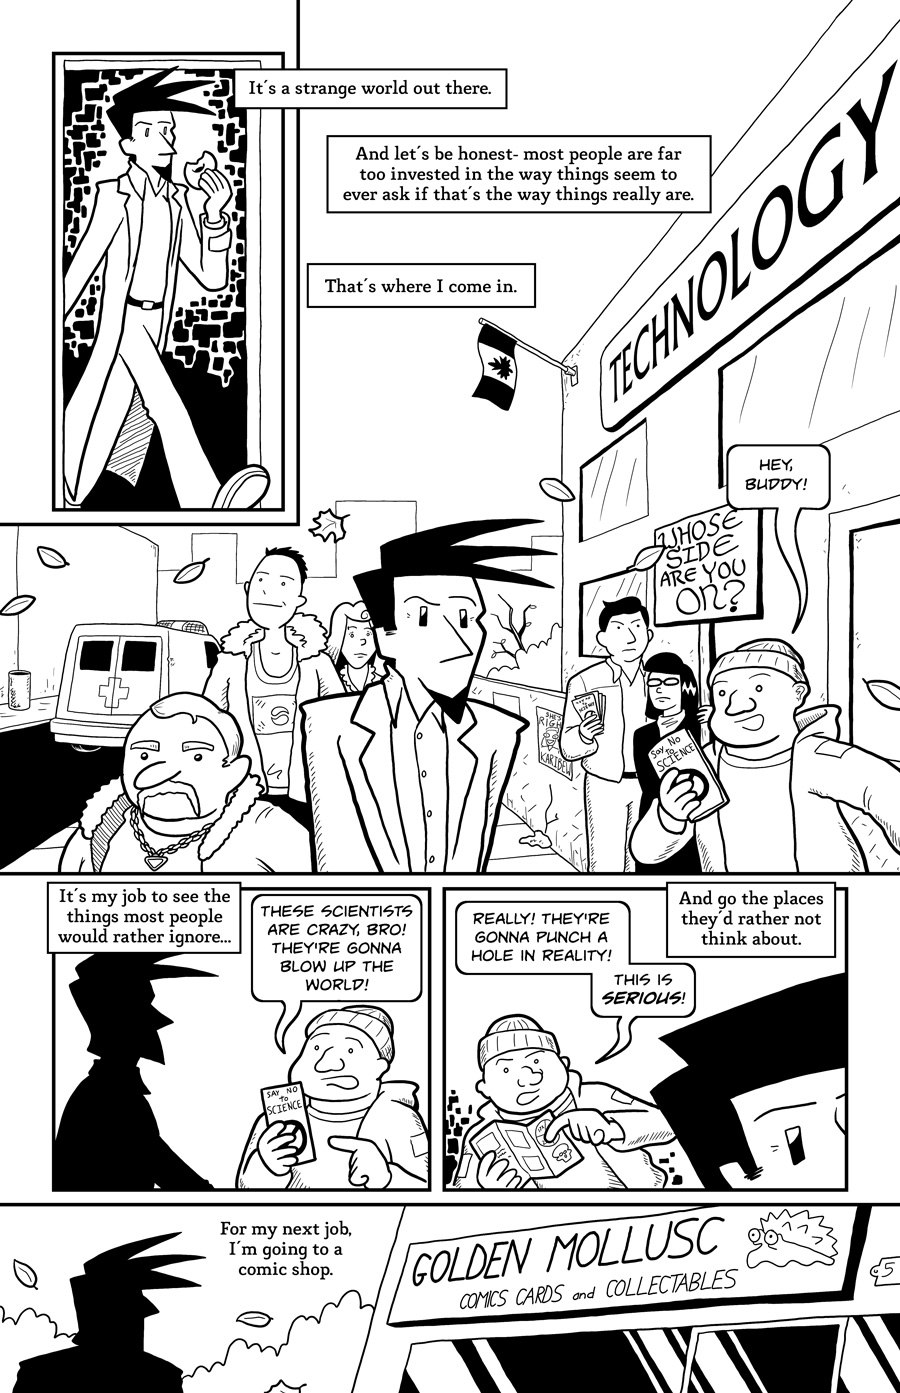 It´s a strange world out there.
And let´s be honest- most people are far
too invested in the way things seem to
ever ask if that´s the way things really are.
That´s where I come in.
TECHNOLOGY
HEY,
BUDDY!
WHOSE
SIDE
ARE YOU
ON?
SHE'S
RIGHT
KARIBEW
SAY NO
TO
SCIENCE
It´s my job to see the
things most people
would rather ignore...
THESE SCIENTISTS
ARE CRAZY, BRO!
THEY'RE GONNA
BLOW UP THE
WORLD!
SAY NO
TO
SCIENCE
REALLY! THEY'RE
GONNA PUNCH A
HOLE IN REALITY!
THIS IS
SERIOUS!
And go the places
they´d rather not
think about.
For my next job,
I´m going to a
comic shop.
GOLDEN MOLLUSC
COMICS CARDS and COLLECTABLES
5